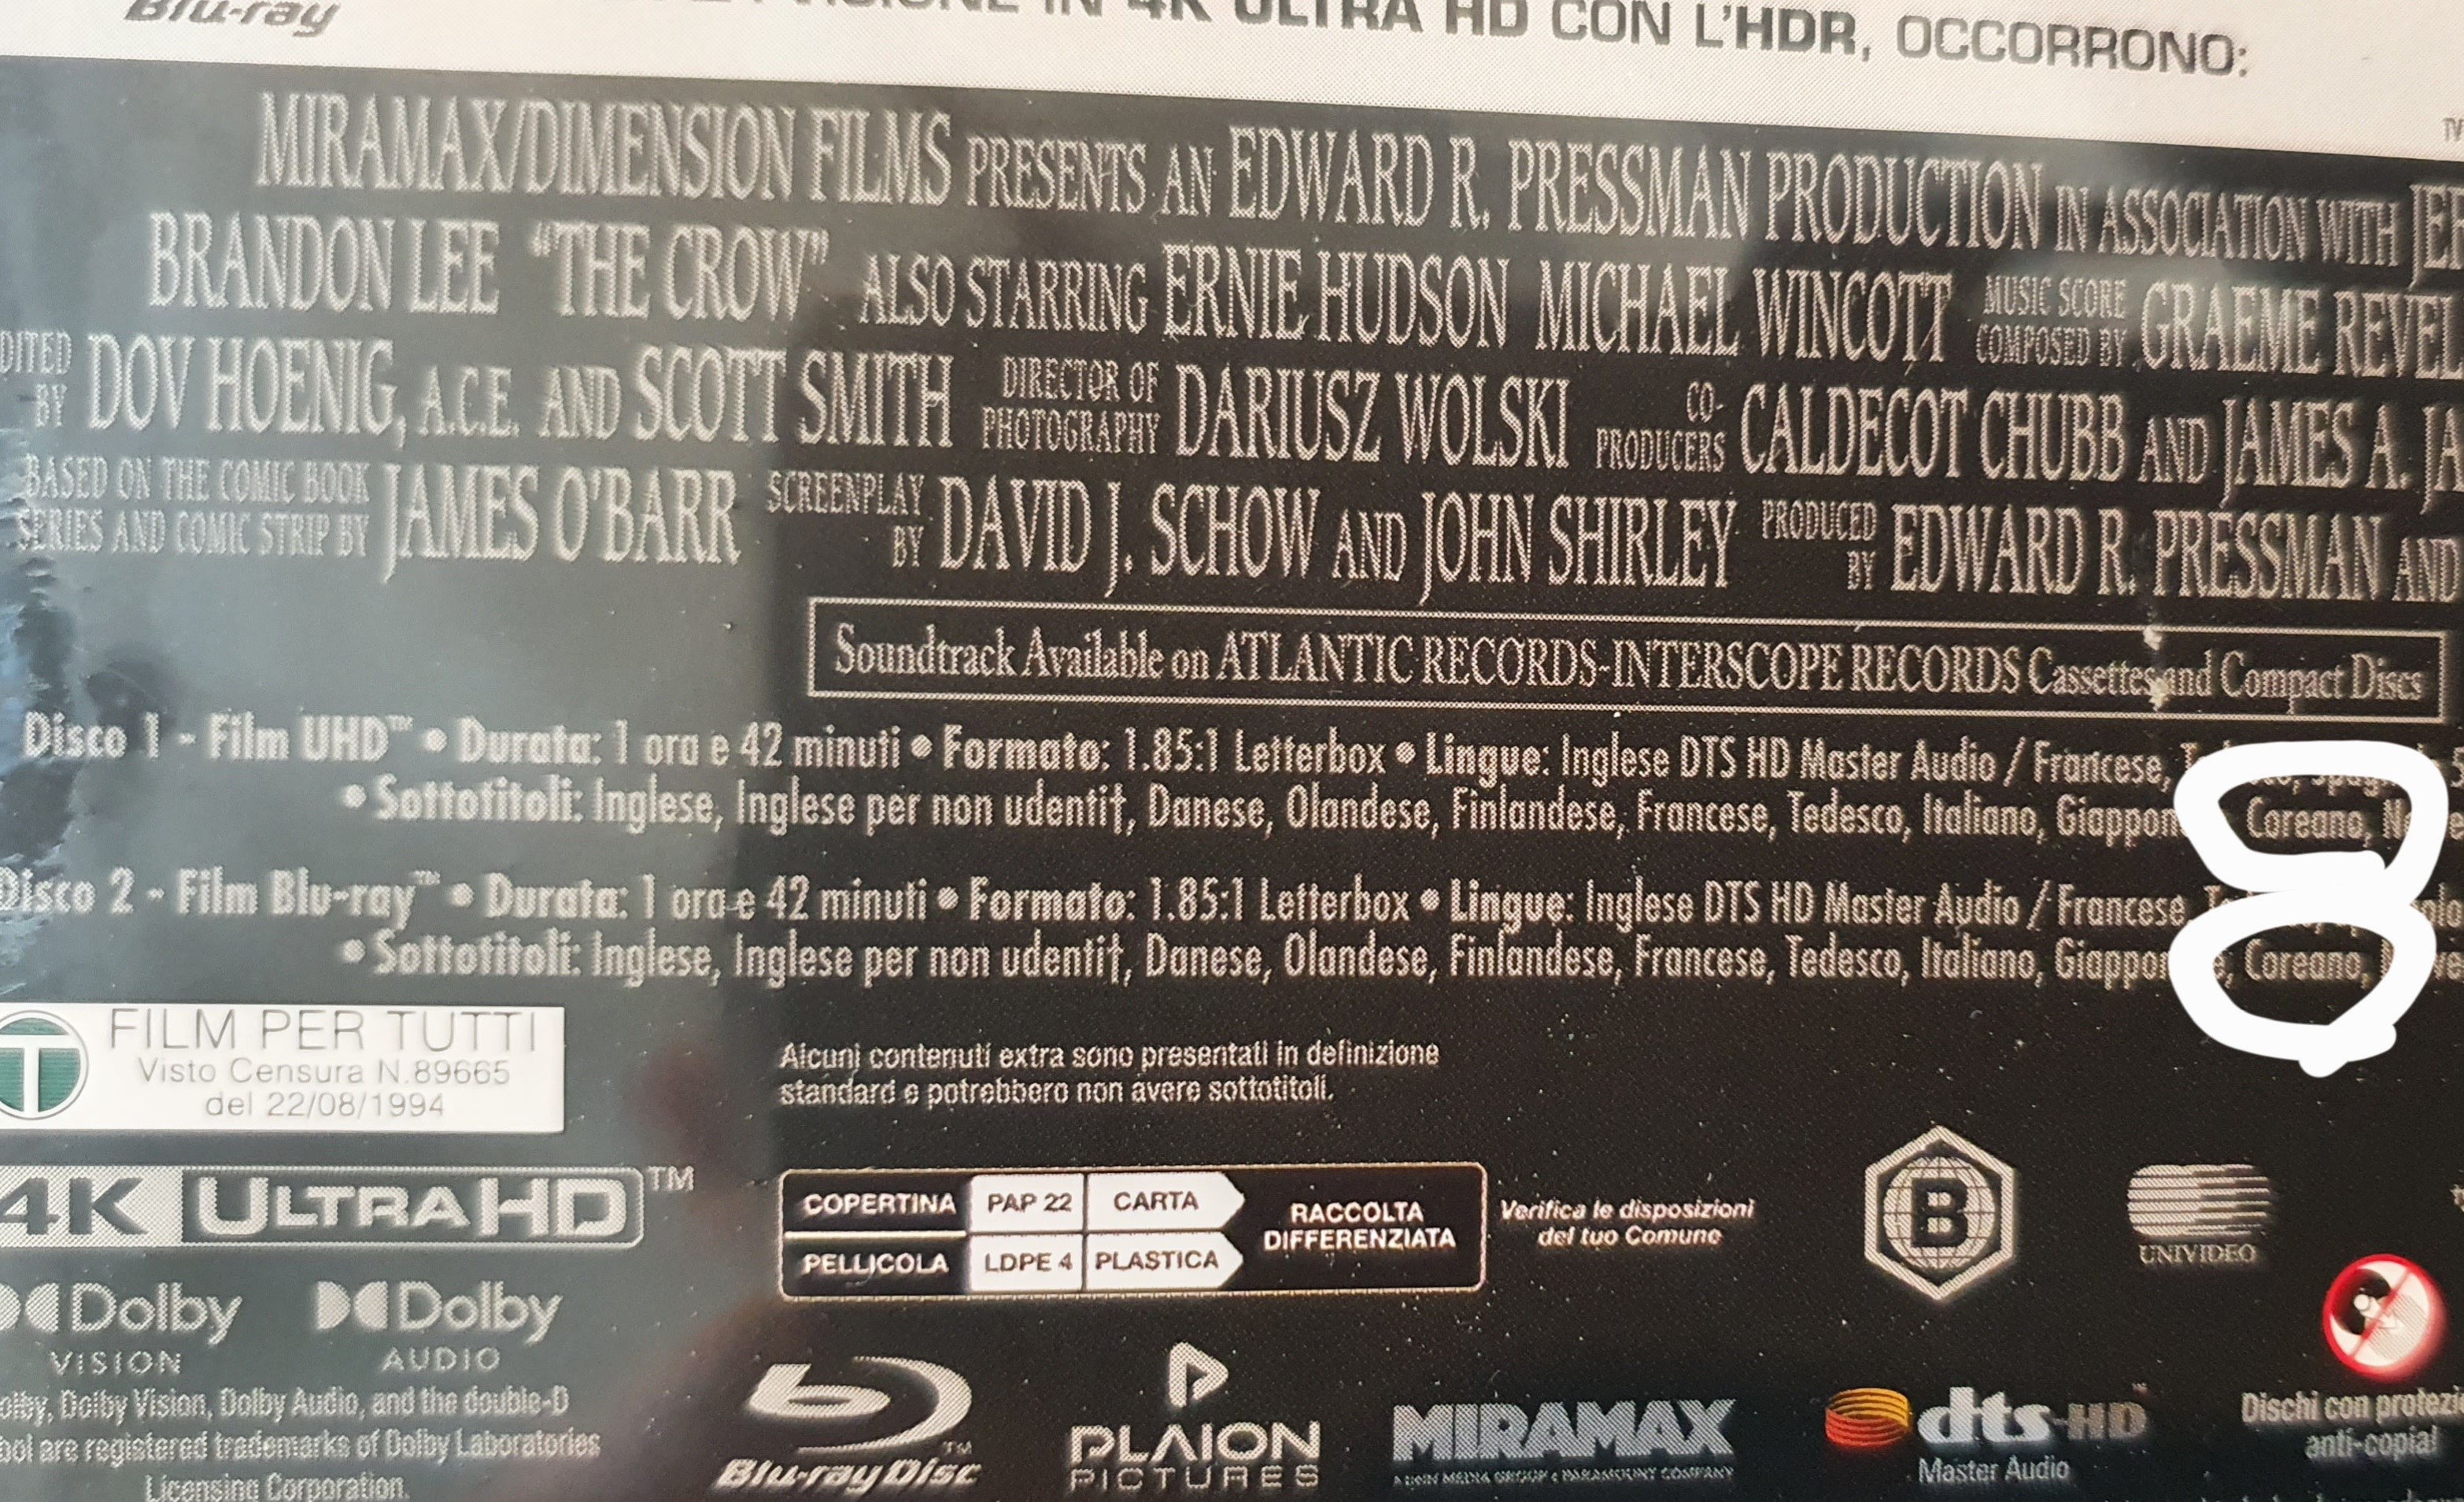 Blu-ray
IN 4K ULTRA HD CON L'HDR, OCCORRONO:
MIRAMAX/DIMENSION FILMS PRESENTS AN EDWARD R. PRESSMAN PRODUCTION IN ASSOCIATION WITH
BRANDON LEE "THE CROW" ALSO STARRING ERNIE HUDSON MICHAEL WINCOTT MUSIC SCORE COMPOSED BY GRAEME REVEL
DITED BY DOV HOENIG, A.C.E. AND SCOTT SMITH DIRECTOR OF PHOTOGRAPHY DARIUSZ WOLSKI CO-PRODUCERS CALDECOT CHUBB AND JAMES A. JA
BASED ON THE COMIC BOOK SERIES AND COMIC STRIP BY JAMES O'BARR SCREENPLAY BY DAVID J. SCHOW AND JOHN SHIRLEY PRODUCED BY EDWARD R. PRESSMAN AND
Soundtrack Available on ATLANTIC RECORDS-INTERSCOPE RECORDS Cassettes and Compact Discs
Disco 1 - Film UHD™ • Durata: 1 ora e 42 minuti • Formato: 1.85:1 Letterbox • Lingue: Inglese DTS HD Master Audio / Francese,
• Sottotitoli: Inglese, Inglese per non udenti†, Danese, Olandese, Finlandese, Francese, Tedesco, Italiano, Giappon Coreano,
Disco 2 - Film Blu-ray™ • Durata: 1 ora e 42 minuti • Formato: 1.85:1 Letterbox • Lingue: Inglese DTS HD Master Audio / Francese,
• Sottotitoli: Inglese, Inglese per non udenti†, Danese, Olandese, Finlandese, Francese, Tedesco, Italiano, Giappon Coreano,
T FILM PER TUTTI
Visto Censura N.89665
del 22/08/1994
Alcuni contenuti extra sono presentati in definizione
standard e potrebbero non avere sottotitoli.
4K ULTRA HD™
COPERTINA PAP 22 CARTA
PELLICOLA LDPE 4 PLASTICA
RACCOLTA
DIFFERENZIATA
Verifica le disposizioni
del tuo Comune
B
UNIVIDEO
Dolby
VISION
Dolby
AUDIO
olby, Dolby Vision, Dolby Audio, and the double-D
bol are registered trademarks of Dolby Laboratories
Licensing Corporation.
Blu-ray Disc™
PLAION
PICTURES
MIRAMAX
dts-HD™
Master Audio
Dischi con protezi
anti-copia!